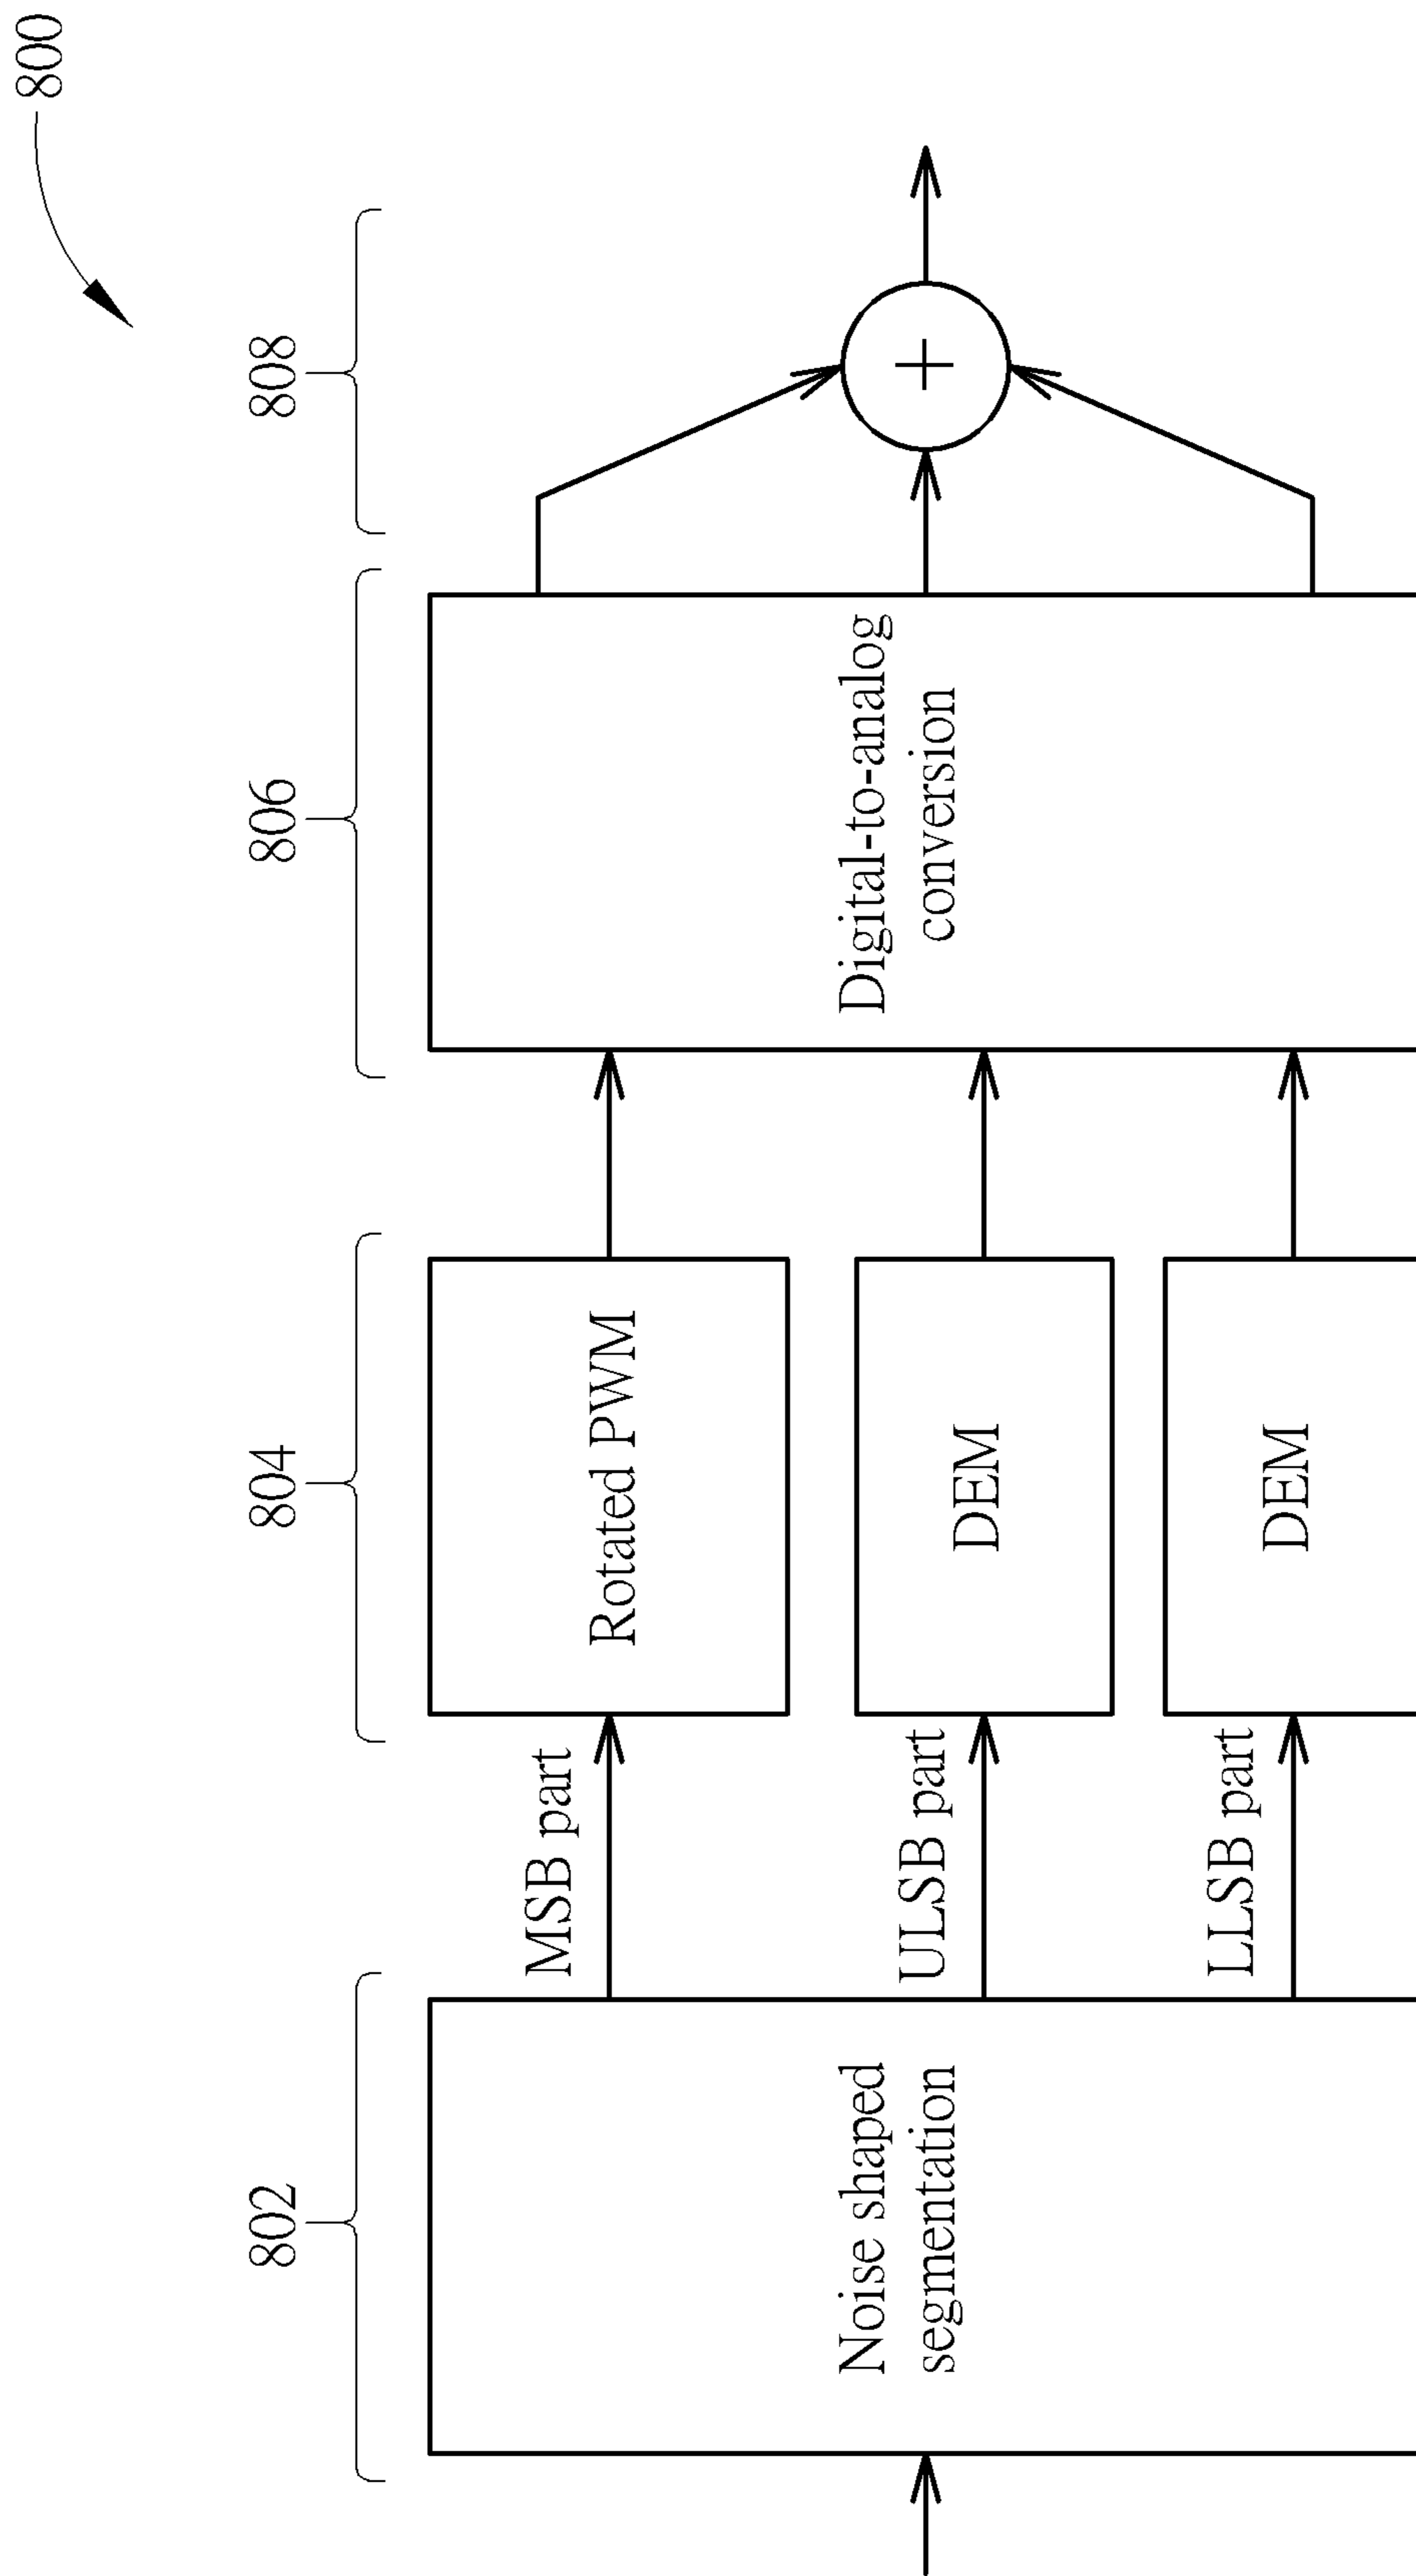 800
802
804
806
808
Noise shaped
segmentation
MSB part
ULSB part
LLSB part
Rotated PWM
DEM
DEM
Digital-to-analog
conversion
+